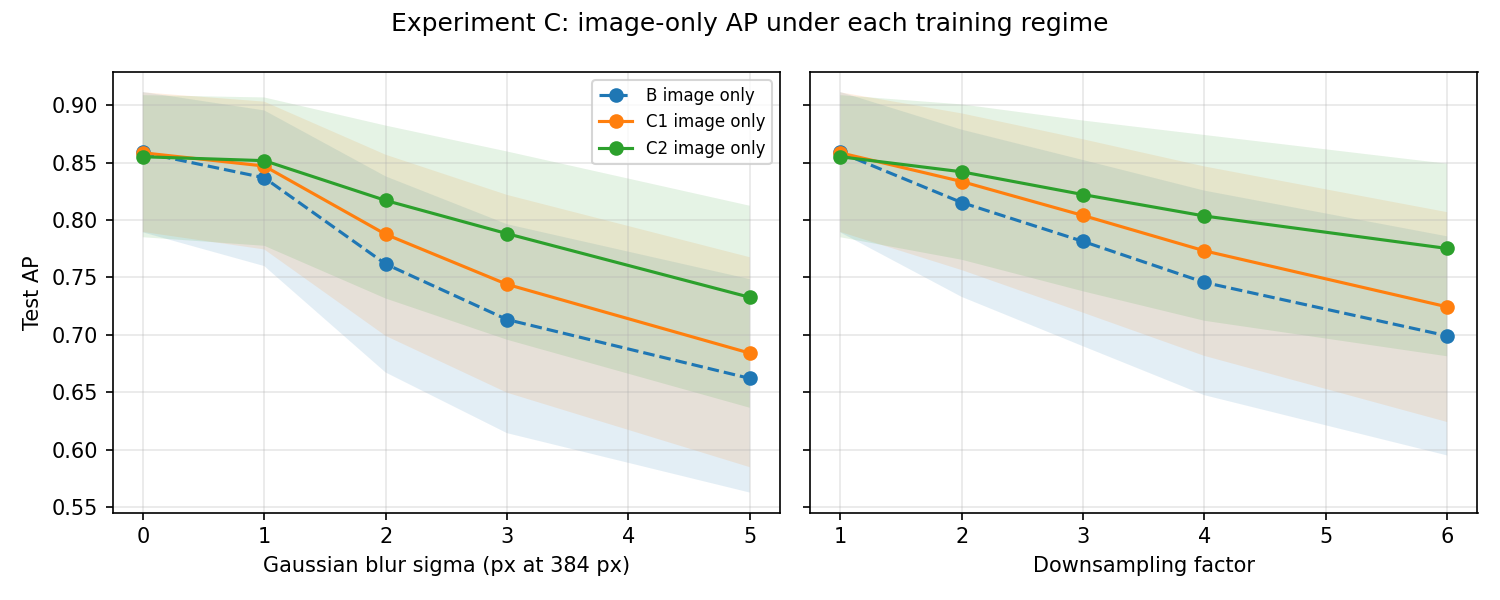 Experiment C: image-only AP under each training regime
B image only
C1 image only
C2 image only
Test AP
0.90
0.85
0.80
0.75
0.70
0.65
0.60
0.55
0 1 2 3 4 5
Gaussian blur sigma (px at 384 px)
1 2 3 4 5 6
Downsampling factor